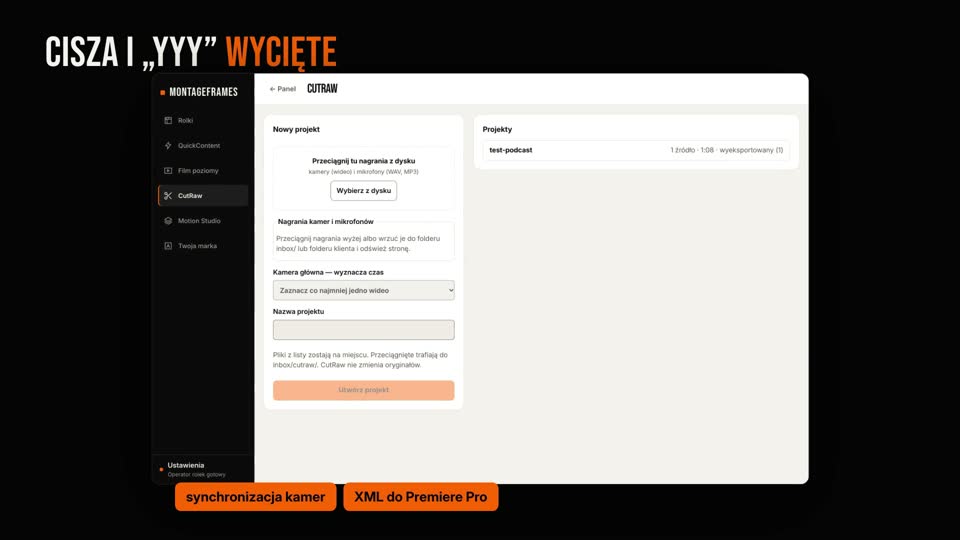 CISZA I „YYY” WYCIĘTE
MONTAGEFRAMES
Rolki
QuickContent
Film poziomy
CutRaw
Motion Studio
Twoja marka
Ustawienia
Operator rolek gotowy
← Panel
CUTRAW
Nowy projekt
Przeciągnij tu nagrania z dysku
kamery (wideo) i mikrofony (WAV, MP3)
Wybierz z dysku
Nagrania kamer i mikrofonów
Przeciągnij nagrania wyżej albo wrzuć je do folderu
inbox/ lub folderu klienta i odśwież stronę.
Kamera główna — wyznacza czas
Zaznacz co najmniej jedno wideo
Nazwa projektu
Pliki z listy zostają na miejscu. Przeciągnięte trafiają do
inbox/cutraw/. CutRaw nie zmienia oryginałów.
Utwórz projekt
Projekty
test-podcast
1 źródło · 1:08 · wyeksportowany (1)
synchronizacja kamer
XML do Premiere Pro